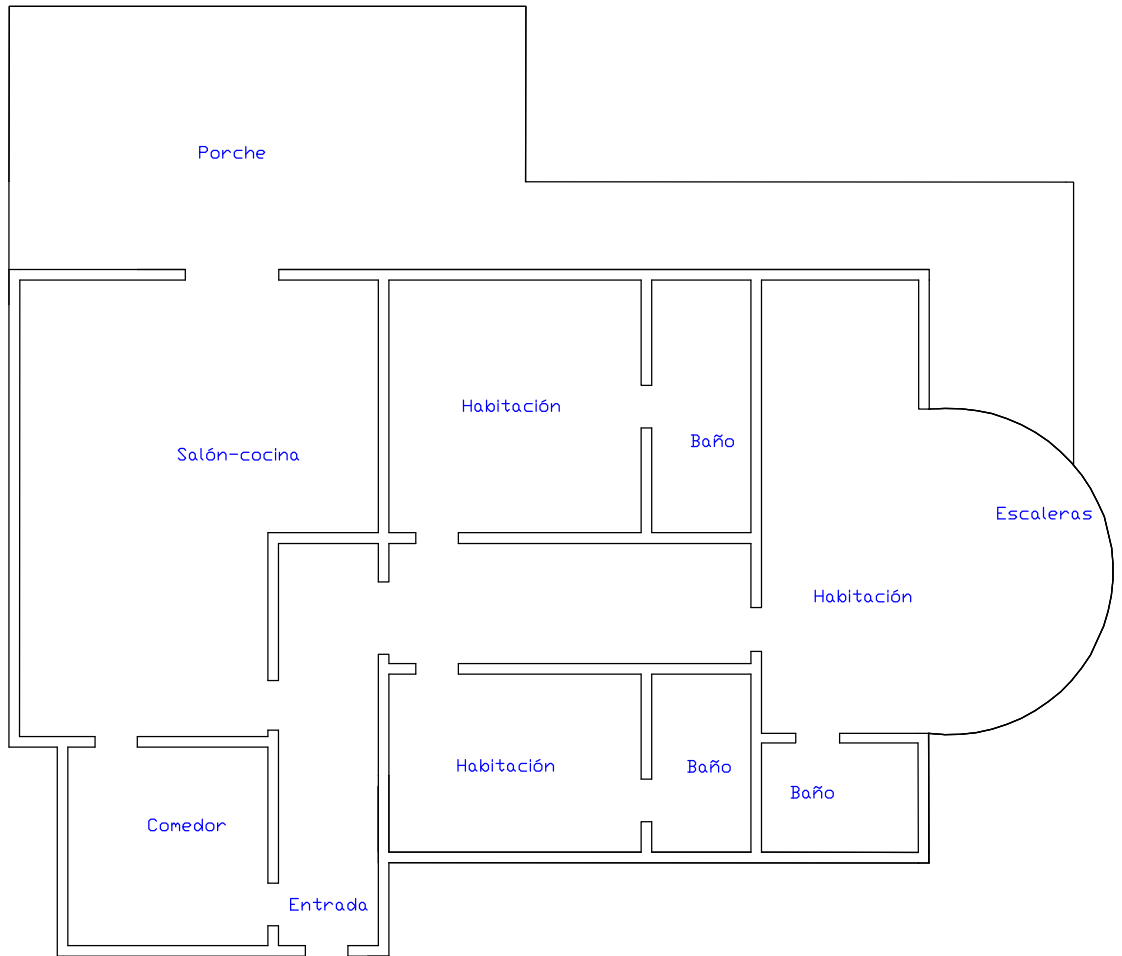 Porche
Habitación
Baño
Salón-cocina
Escaleras
Habitación
Habitación
Baño
Baño
Comedor
Entrada